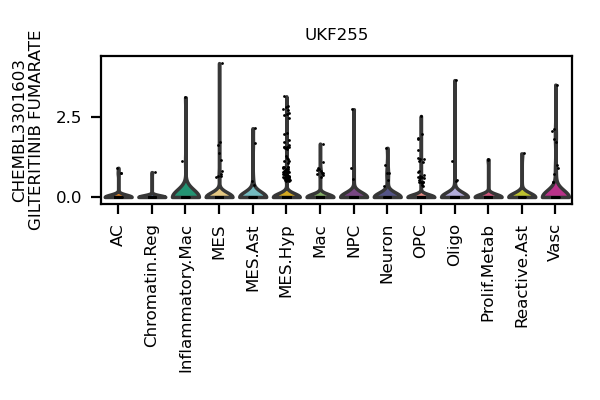 UKF255
CHEMBL3301603
GILTERITINIB FUMARATE
2.5
0.0
AC
Chromatin.Reg
Inflammatory.Mac
MES
MES.Ast
MES.Hyp
Mac
NPC
Neuron
OPC
Oligo
Prolif.Metab
Reactive.Ast
Vasc